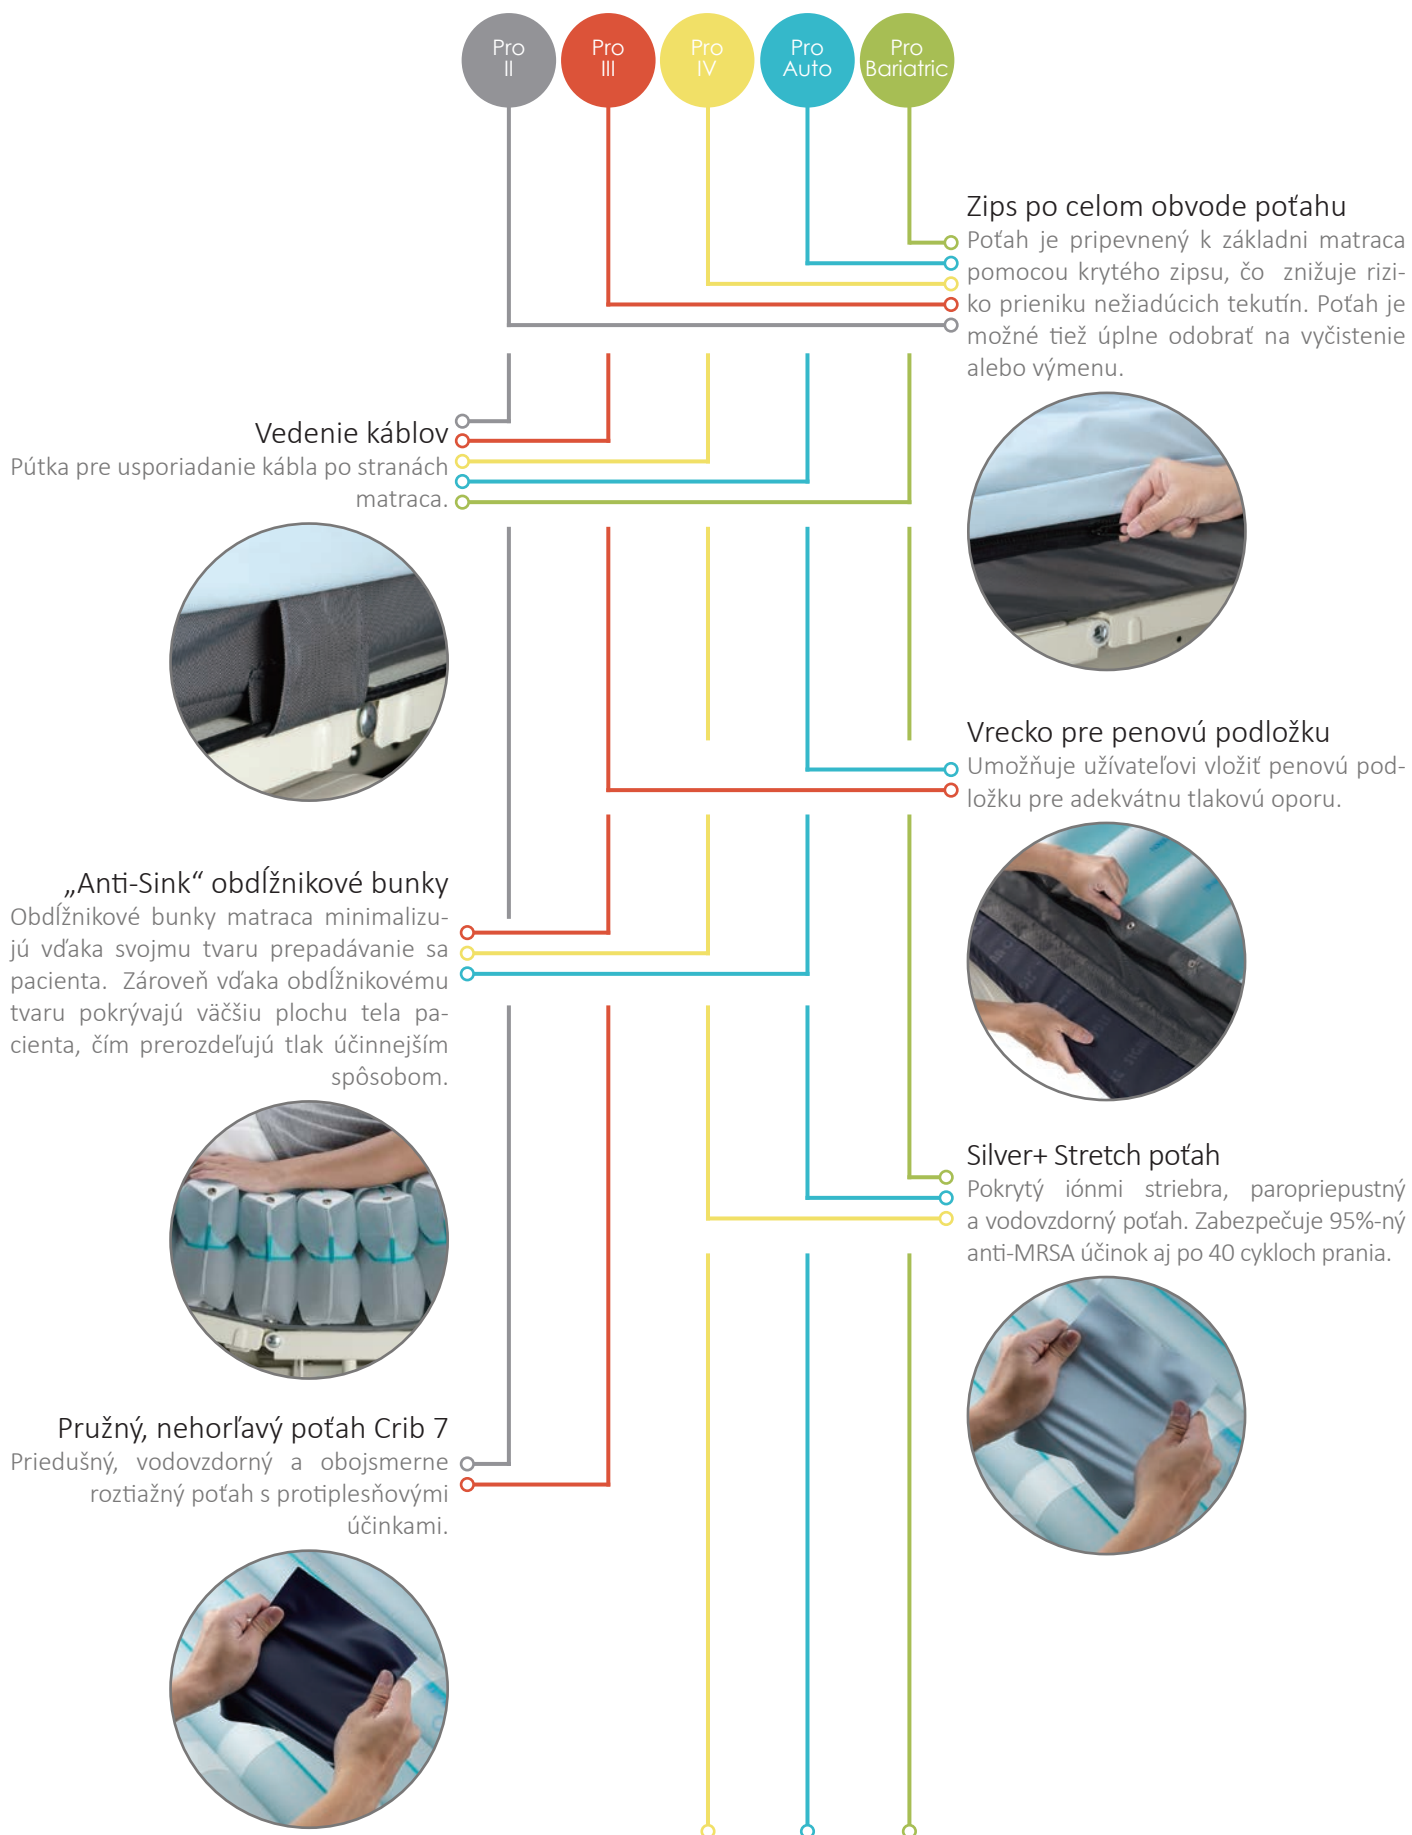 Pro
II
Pro
III
Pro
IV
Pro
Auto
Pro
Bariatric
Zips po celom obvode poťahu
Poťah je pripevnený k základni matraca
pomocou krytého zipsu, čo znižuje rizi-
ko prieniku nežiadúcich tekutín. Poťah je
možné tiež úplne odobrať na vyčistenie
alebo výmenu.
Vedenie káblov
Pútka pre usporiadanie kábla po stranách
matraca.
Vrecko pre penovú podložku
Umožňuje užívateľovi vložiť penovú pod-
ložku pre adekvátnu tlakovú oporu.
„Anti-Sink“ obdĺžnikové bunky
Obdĺžnikové bunky matraca minimalizu-
jú vďaka svojmu tvaru prepadávanie sa
pacienta. Zároveň vďaka obdĺžnikovému
tvaru pokrývajú väčšiu plochu tela pa-
cienta, čím prerozdeľujú tlak účinnejším
spôsobom.
Silver+ Stretch poťah
Pokrytý iónmi striebra, paropriepustný
a vodovzdorný poťah. Zabezpečuje 95%-ný
anti-MRSA účinok aj po 40 cykloch prania.
Pružný, nehorľavý poťah Crib 7
Priedušný, vodovzdorný a obojsmerne
roztiažný poťah s protiplesňovými
účinkami.